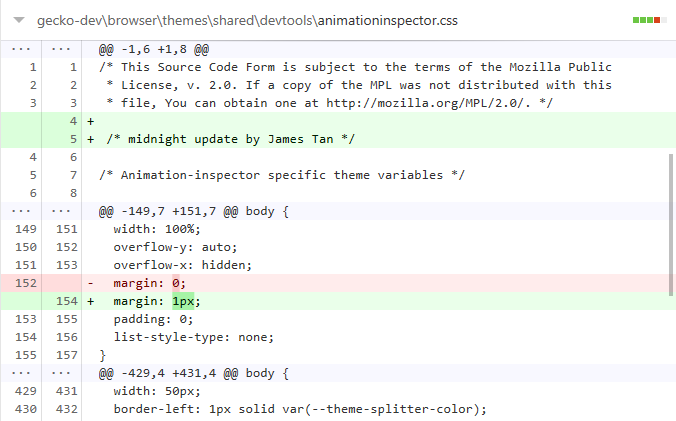 gecko-dev\browser\themes\shared\devtools\animationinspector.css
... ... @@ -1,6 +1,8 @@
1 1 /* This Source Code Form is subject to the terms of the Mozilla Public
2 2 * License, v. 2.0. If a copy of the MPL was not distributed with this
3 3 * file, You can obtain one at http://mozilla.org/MPL/2.0/. */
4 +
5 + /* midnight update by James Tan */
4 6
5 7 /* Animation-inspector specific theme variables */
6 8
... ... @@ -149,7 +151,7 @@ body {
149 151 width: 100%;
150 152 overflow-y: auto;
151 153 overflow-x: hidden;
152 - margin: 0;
154 + margin: 1px;
153 155 padding: 0;
154 156 list-style-type: none;
155 157 }
... ... @@ -429,4 +431,4 @@ body {
429 431 width: 50px;
430 432 border-left: 1px solid var(--theme-splitter-color);